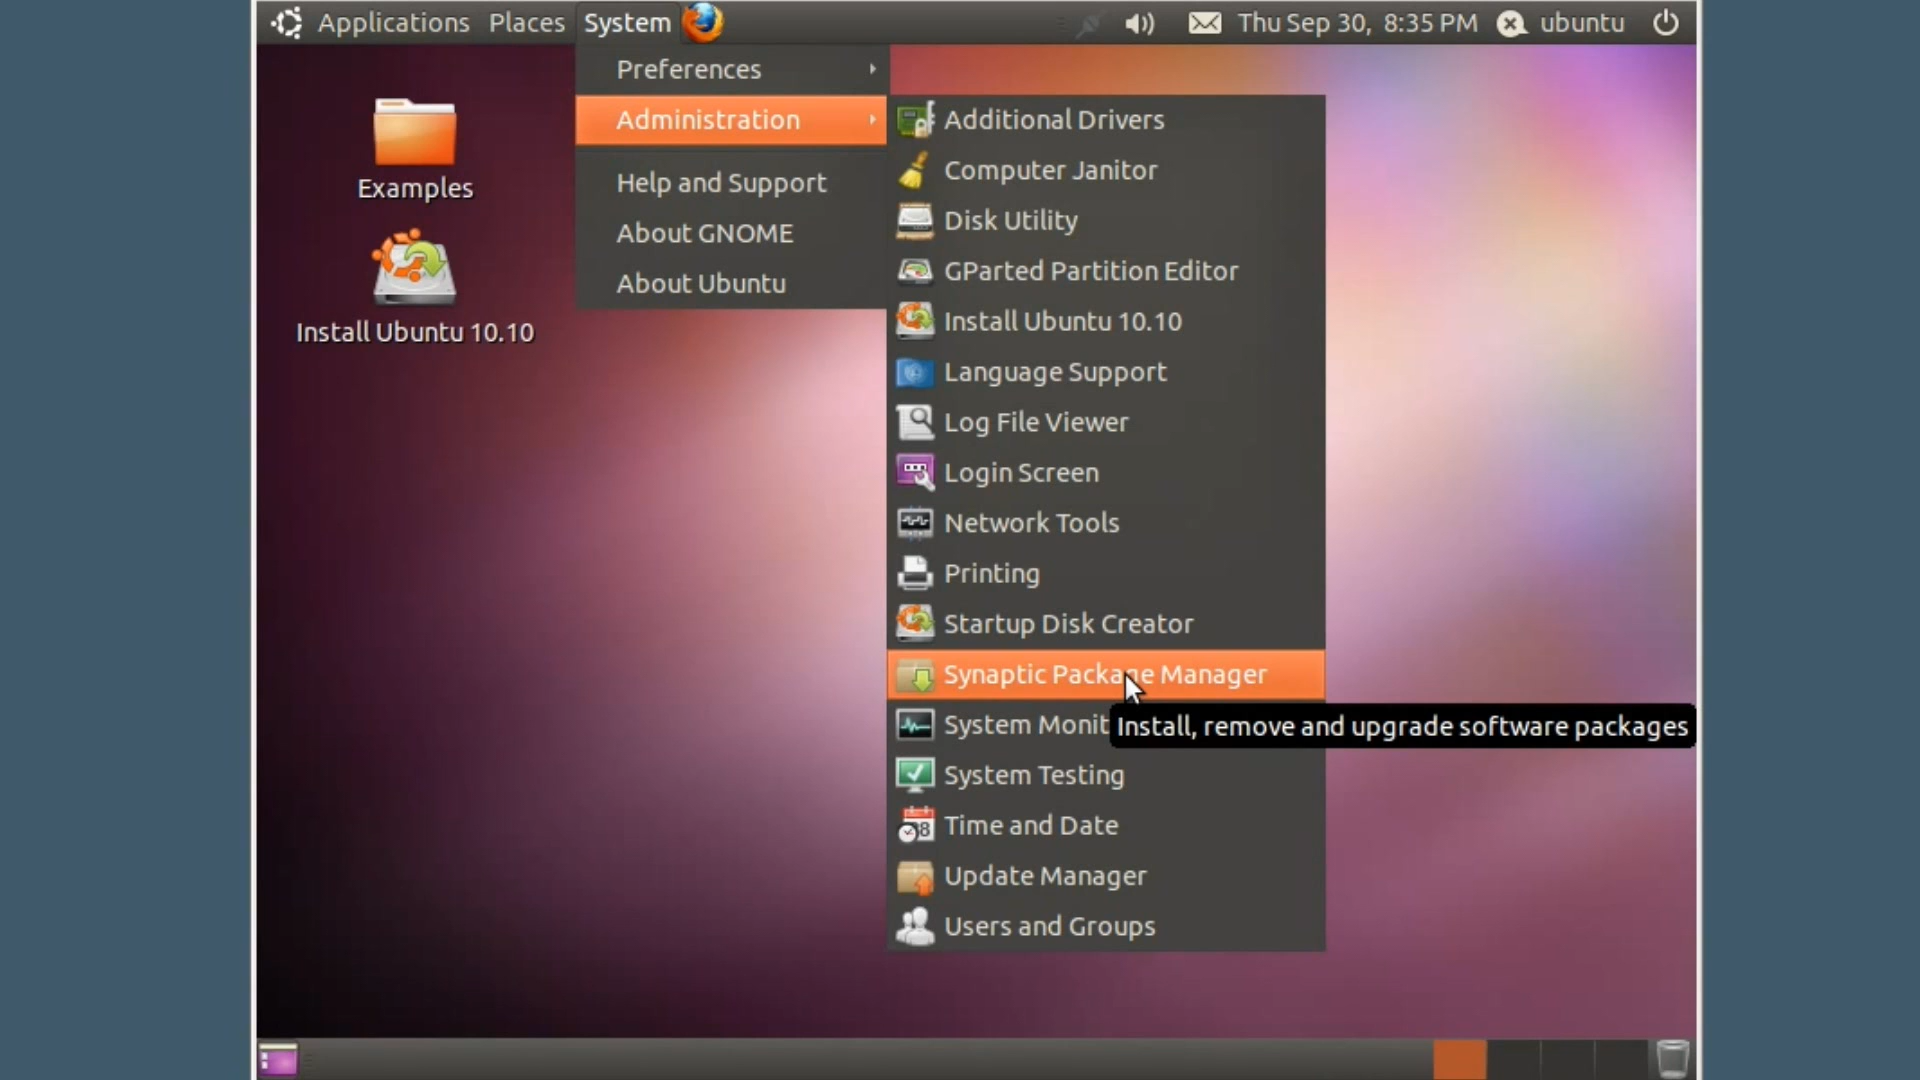 Applications Places System
Thu Sep 30, 8:35 PM ubuntu
Preferences
Administration
Help and Support
About GNOME
About Ubuntu
Additional Drivers
Computer Janitor
Disk Utility
GParted Partition Editor
Install Ubuntu 10.10
Language Support
Log File Viewer
Login Screen
Network Tools
Printing
Startup Disk Creator
Synaptic Package Manager
System Monit
Install, remove and upgrade software packages
System Testing
Time and Date
Update Manager
Users and Groups
Examples
Install Ubuntu 10.10